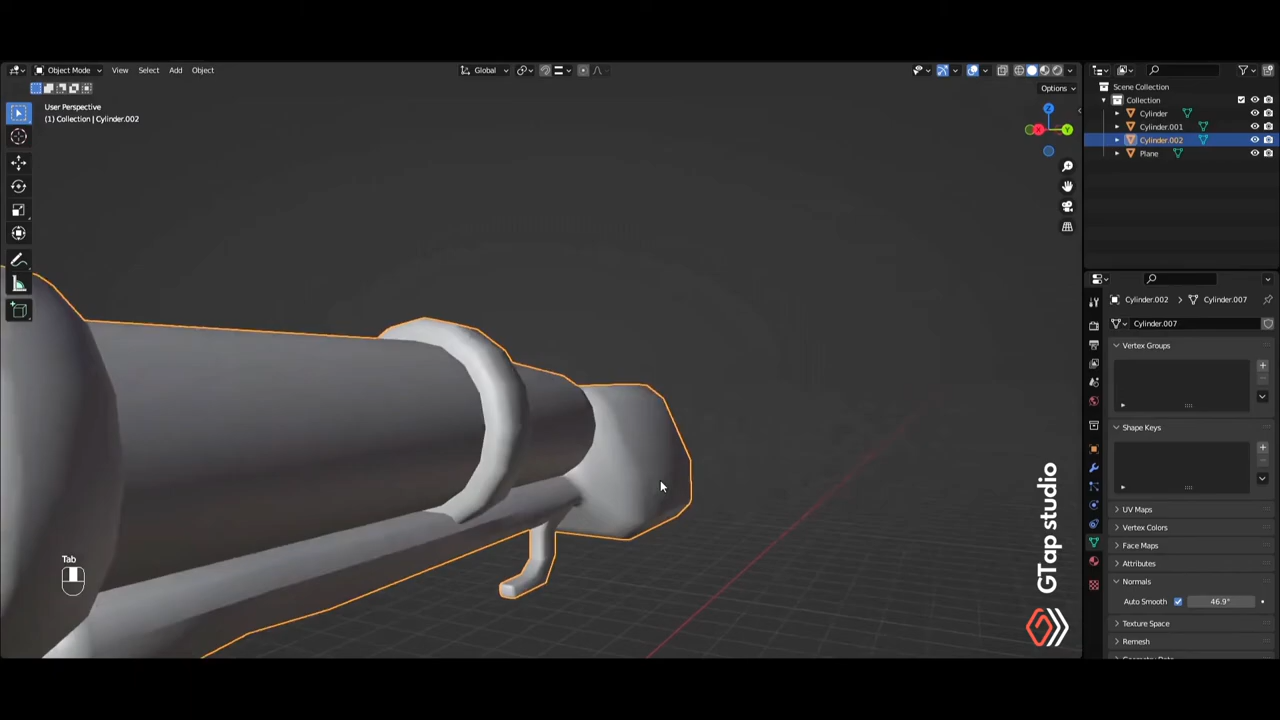 Object Mode View Select Add Object
Global
Options
User Perspective
(1) Collection | Cylinder.002
Z
X
Y
Tab
GTap studio
Scene Collection
Collection
Cylinder
Cylinder.001
Cylinder.002
Plane
Cylinder.002 Cylinder.007
Cylinder.007
Vertex Groups
Shape Keys
UV Maps
Vertex Colors
Face Maps
Attributes
Normals
Auto Smooth 46.9°
Texture Space
Remesh
Geometry Data